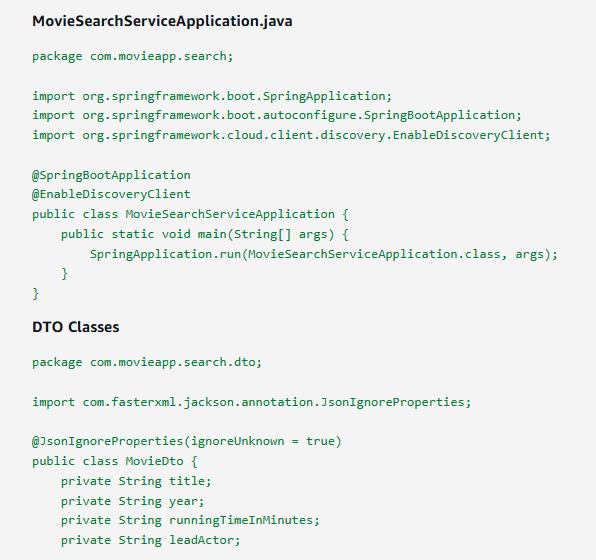 MovieSearchServiceApplication.java
package com.movieapp.search;
import org.springframework.boot.SpringApplication;
import org.springframework.boot.autoconfigure.SpringBootApplication;
import org.springframework.cloud.client.discovery.EnableDiscoveryClient;
@SpringBootApplication
@EnableDiscoveryClient
public class MovieSearchServiceApplication {
    public static void main(String[] args) {
        SpringApplication.run(MovieSearchServiceApplication.class, args);
    }
}
DTO Classes
package com.movieapp.search.dto;
import com.fasterxml.jackson.annotation.JsonIgnoreProperties;
@JsonIgnoreProperties(ignoreUnknown = true)
public class MovieDto {
    private String title;
    private String year;
    private String runningTimeInMinutes;
    private String leadActor;